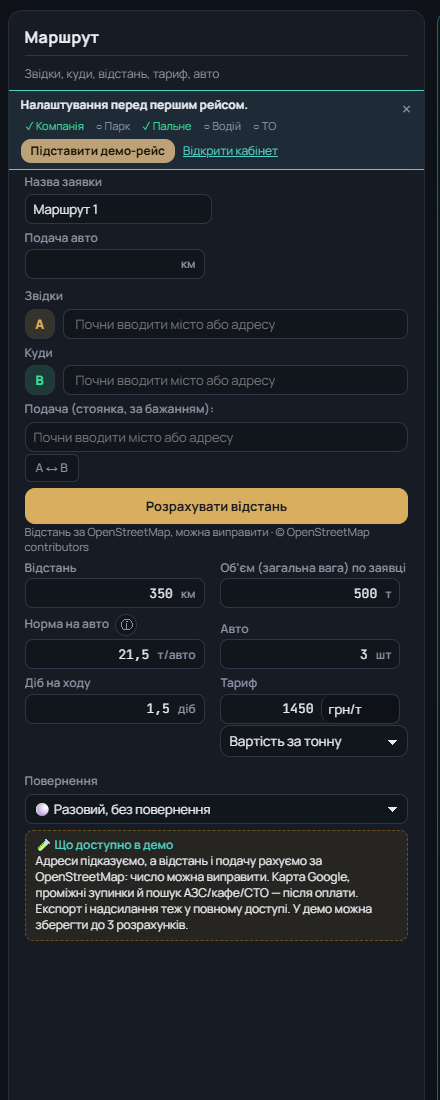 Маршрут
Звідки, куди, відстань, тариф, авто
Налаштування перед першим рейсом.
×
✓ Компанія ○ Парк ✓ Пальне ○ Водій ○ ТО
Підставити демо-рейс Відкрити кабінет
Назва заявки
Маршрут 1
Подача авто
км
Звідки
A Почни вводити місто або адресу
Куди
B Почни вводити місто або адресу
Подача (стоянка, за бажанням):
Почни вводити місто або адресу
A ↔ B
Розрахувати відстань
Відстань за OpenStreetMap, можна виправити · © OpenStreetMap
contributors
Відстань Об'єм (загальна вага) по заявці
350 км 500 т
Норма на авто ⓘ Авто
21,5 т/авто 3 шт
Діб на ходу Тариф
1,5 діб 1450 грн/т
Вартість за тонну
Повернення
Разовий, без повернення
Що доступно в демо
Адреси підказуємо, а відстань і подачу рахуємо за
OpenStreetMap: число можна виправити. Карта Google,
проміжні зупинки й пошук АЗС/кафе/СТО — після оплати.
Експорт і надсилання теж у повному доступі. У демо можна
зберегти до 3 розрахунків.